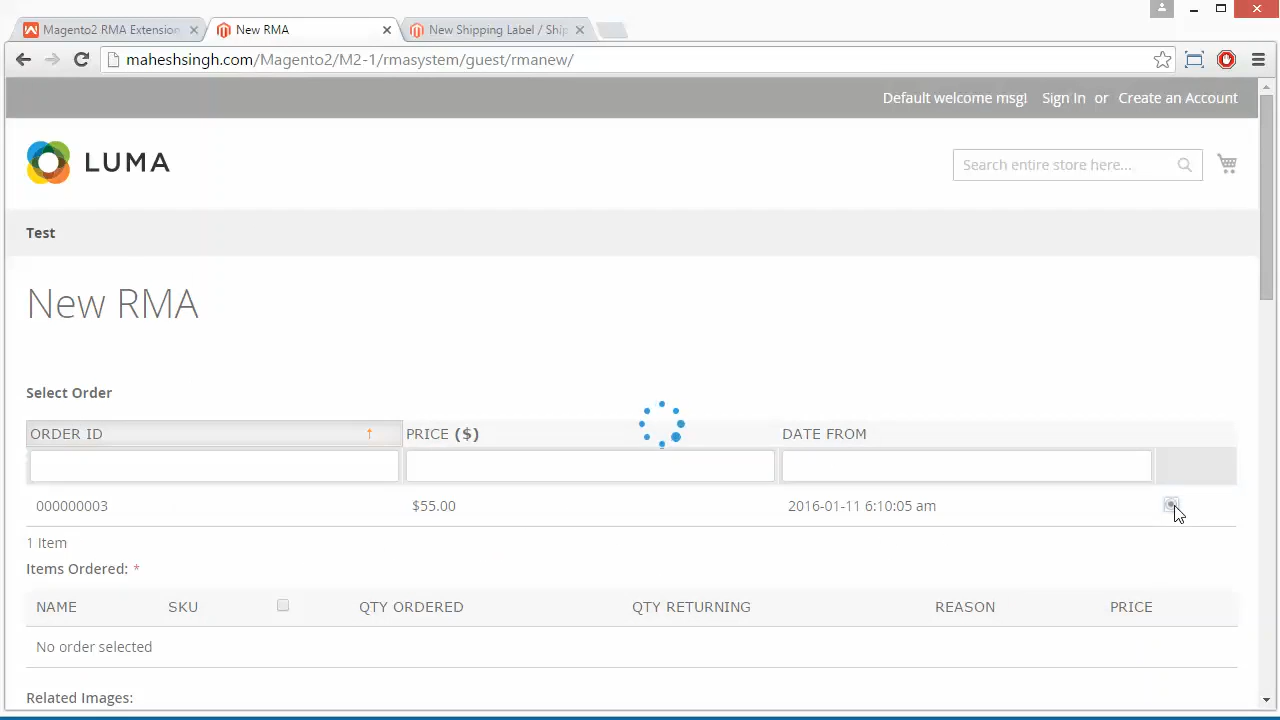 Magento2 RMA Extension
New RMA
New Shipping Label / Ship
maheshsingh.com/Magento2/M2-1/rmasystem/guest/rmanew/
Default welcome msg! Sign In or Create an Account
LUMA
Search entire store here...
Test
New RMA
Select Order
ORDER ID ↑ PRICE ($) DATE FROM
000000003 $55.00 2016-01-11 6:10:05 am
1 Item
Items Ordered: *
NAME SKU QTY ORDERED QTY RETURNING REASON PRICE
No order selected
Related Images: